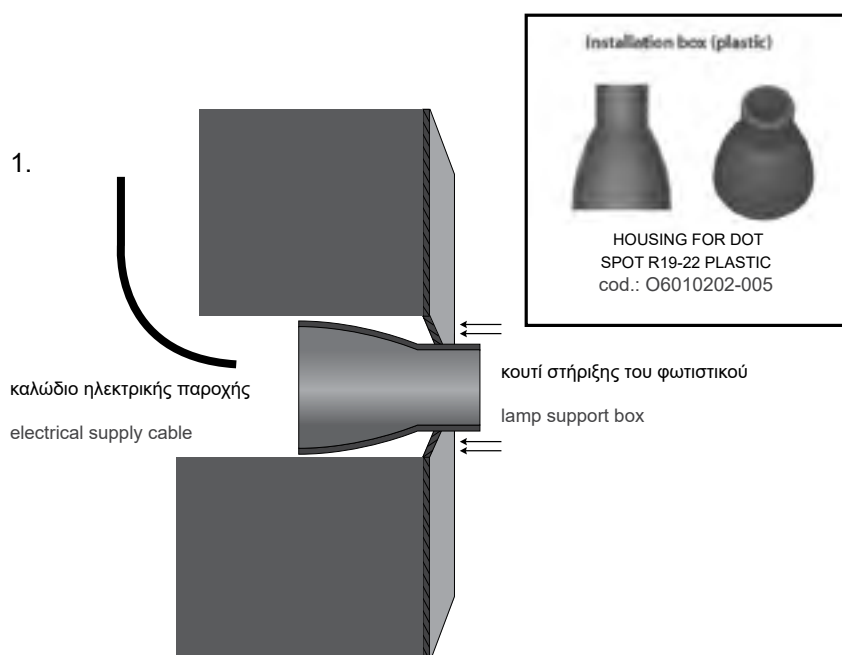 Installation box (plastic)
1.
HOUSING FOR DOT
SPOT R19-22 PLASTIC
cod.: O6010202-005
καλώδιο ηλεκτρικής παροχής
electrical supply cable
κουτί στήριξης του φωτιστικού
lamp support box